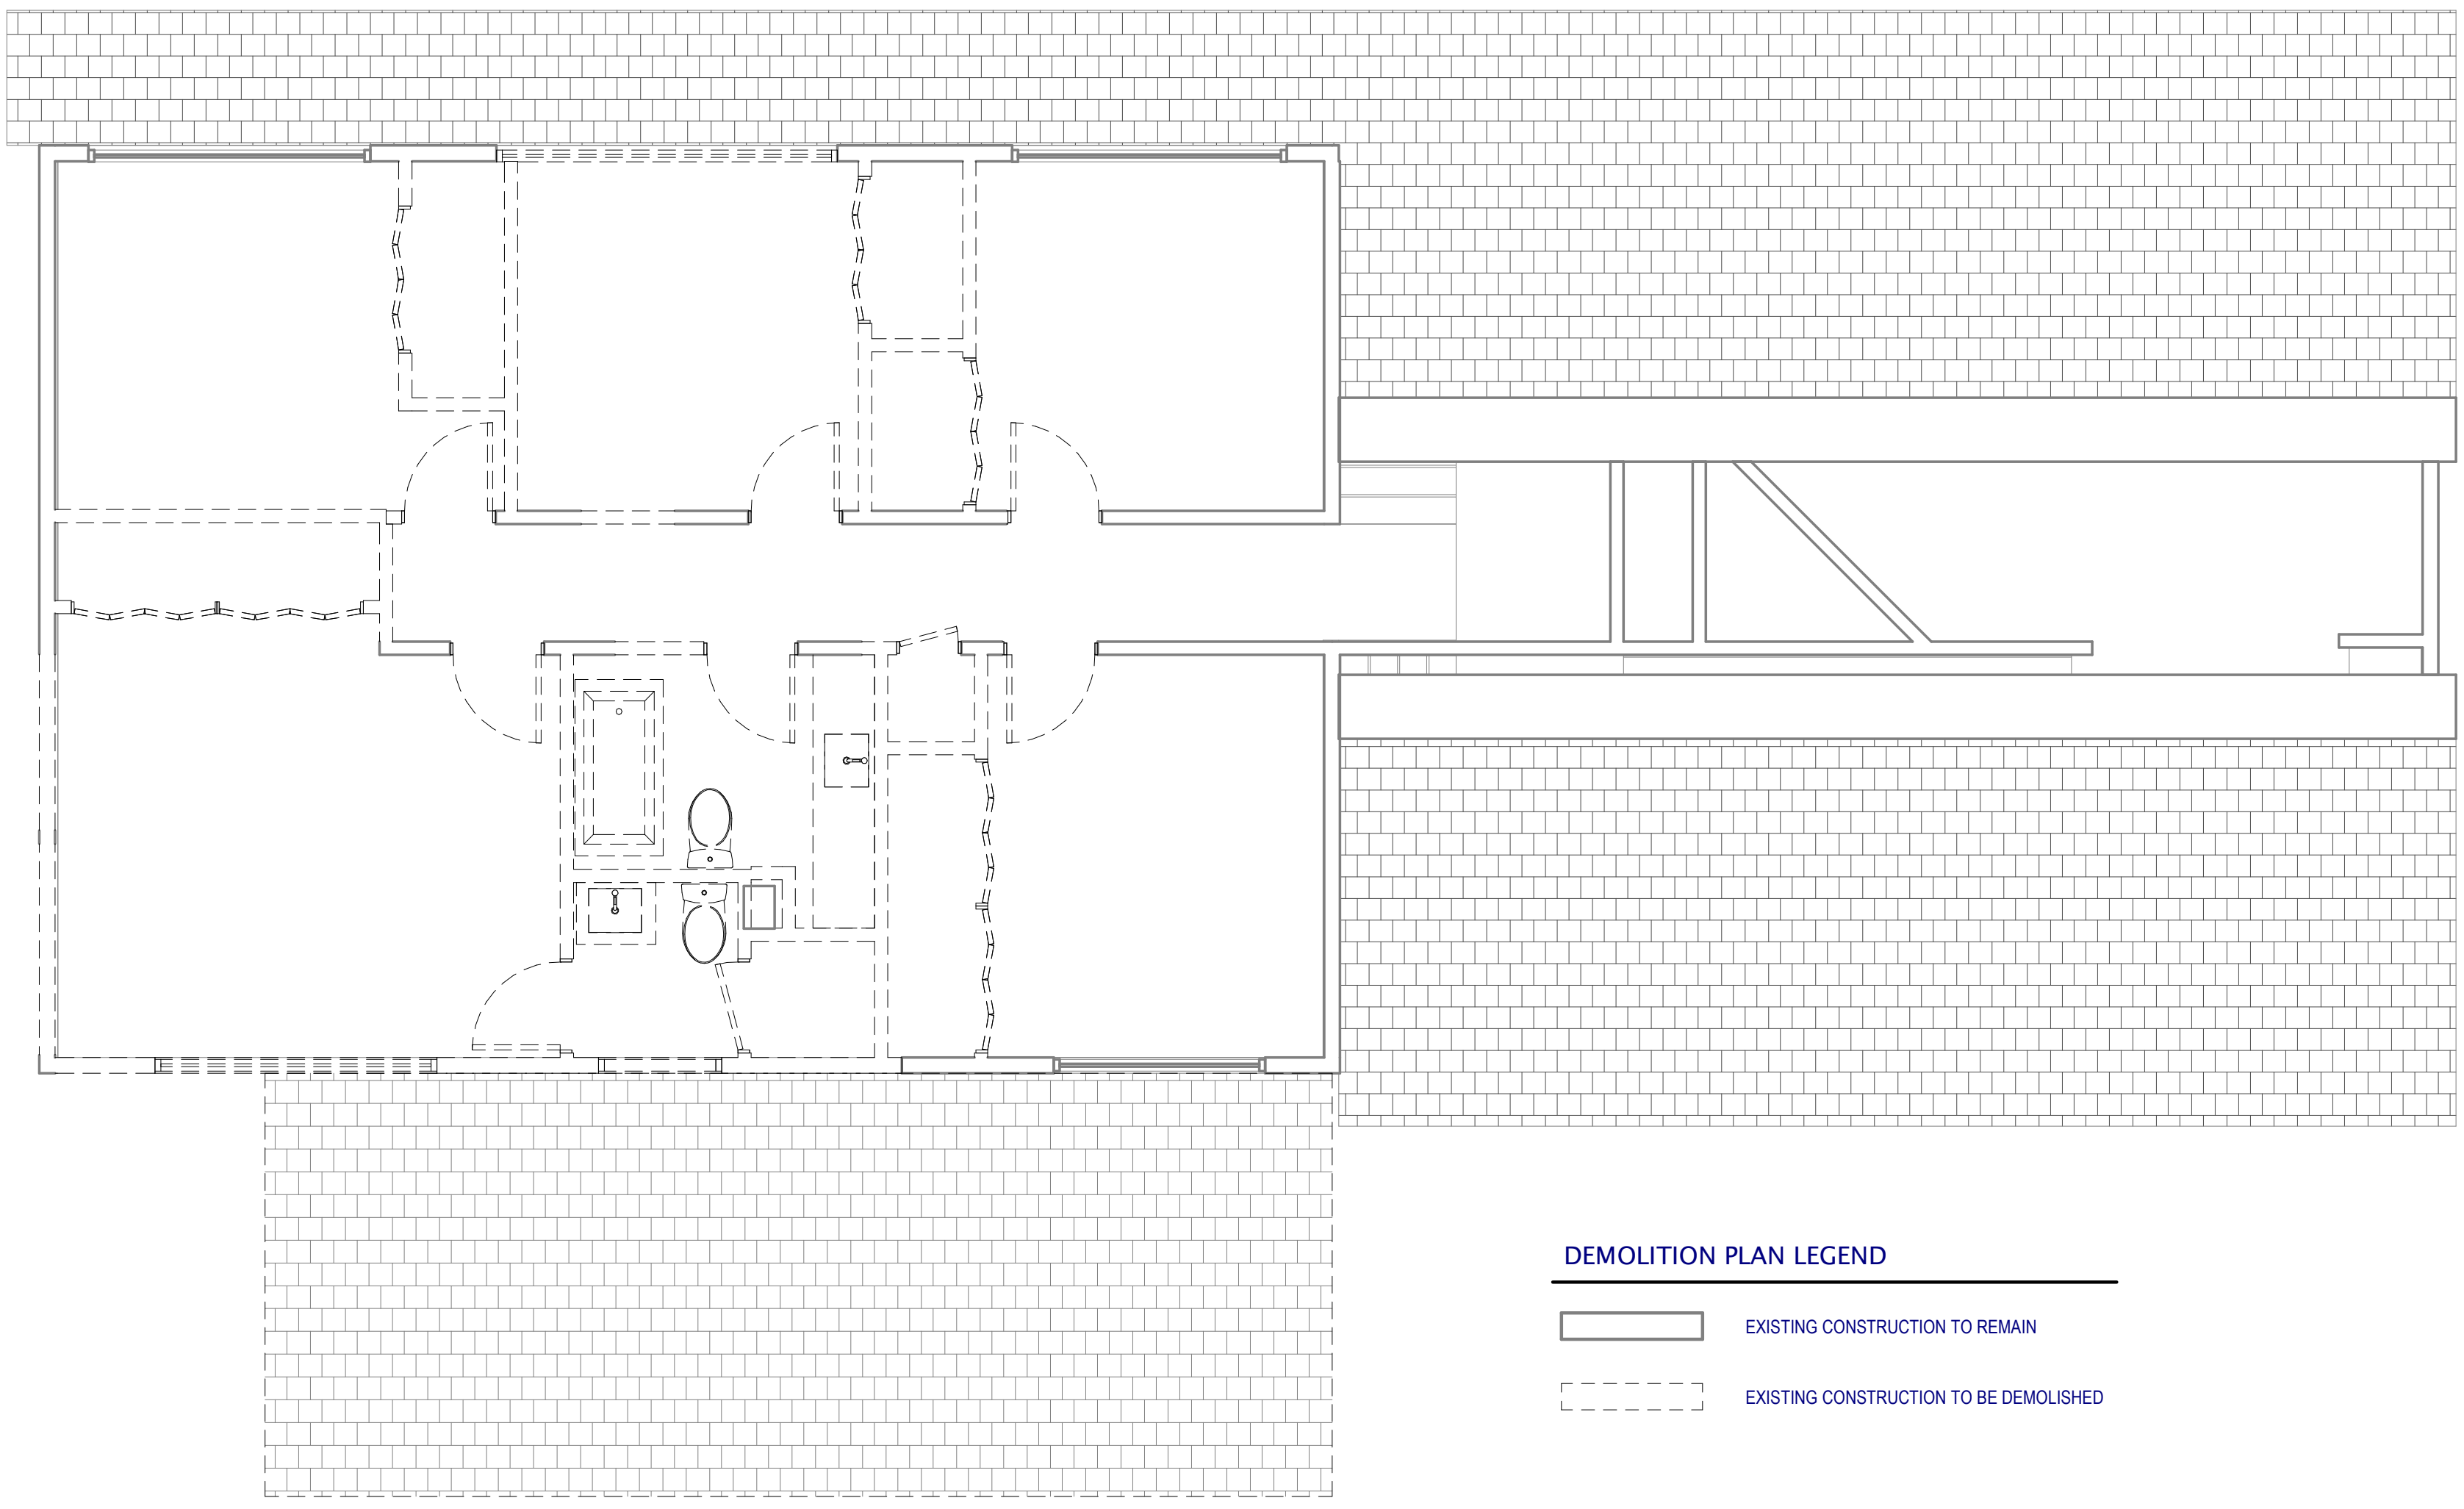 DEMOLITION PLAN LEGEND
EXISTING CONSTRUCTION TO REMAIN
EXISTING CONSTRUCTION TO BE DEMOLISHED